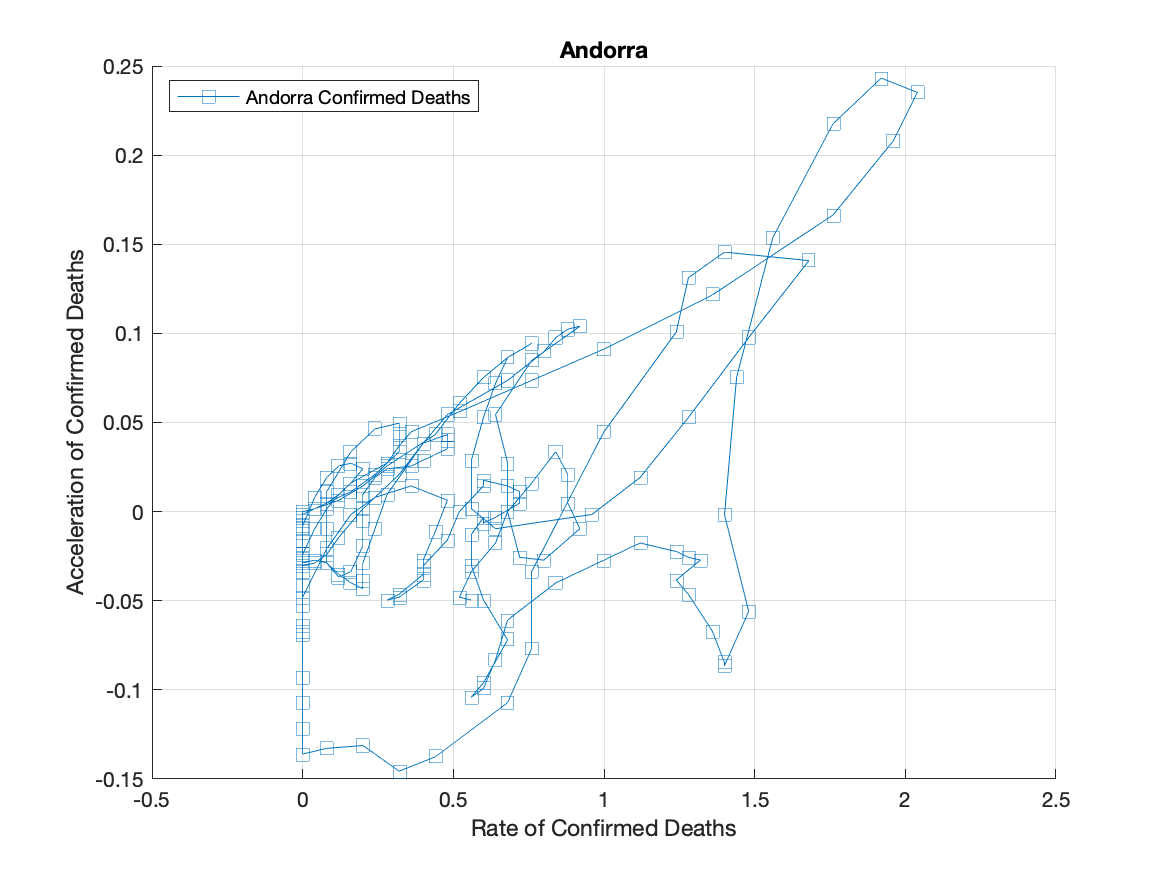 Andorra
Andorra Confirmed Deaths
0.25
0.2
0.15
0.1
0.05
0
-0.05
-0.1
-0.15
Acceleration of Confirmed Deaths
-0.5 0 0.5 1 1.5 2 2.5
Rate of Confirmed Deaths